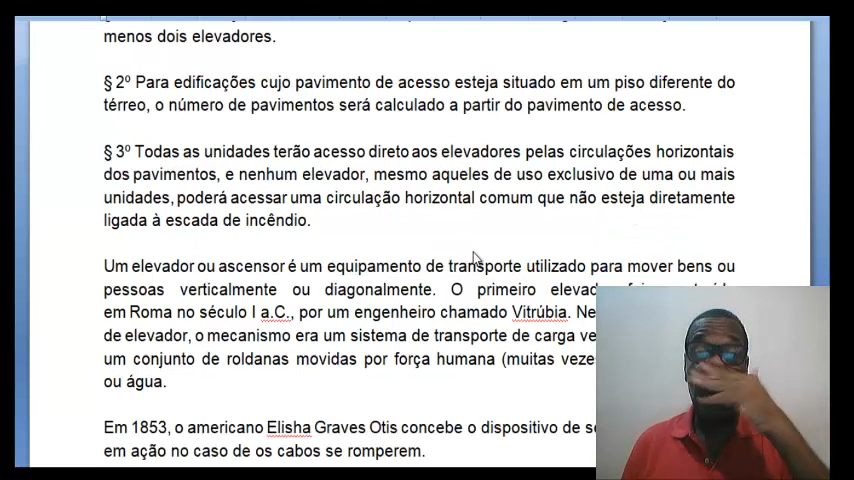 menos dois elevadores.
§ 2º Para edificações cujo pavimento de acesso esteja situado em um piso diferente do
térreo, o número de pavimentos será calculado a partir do pavimento de acesso.
§ 3º Todas as unidades terão acesso direto aos elevadores pelas circulações horizontais
dos pavimentos, e nenhum elevador, mesmo aqueles de uso exclusivo de uma ou mais
unidades, poderá acessar uma circulação horizontal comum que não esteja diretamente
ligada à escada de incêndio.
Um elevador ou ascensor é um equipamento de transporte utilizado para mover bens ou
pessoas verticalmente ou diagonalmente. O primeiro
em Roma no século I a.C., por um engenheiro chamado Vitrúbia.
de elevador, o mecanismo era um sistema de transporte de carga
um conjunto de roldanas movidas por força humana (muitas
ou água.
Em 1853, o americano Elisha Graves Otis concebe o dispositivo de
em ação no caso de os cabos se romperem.